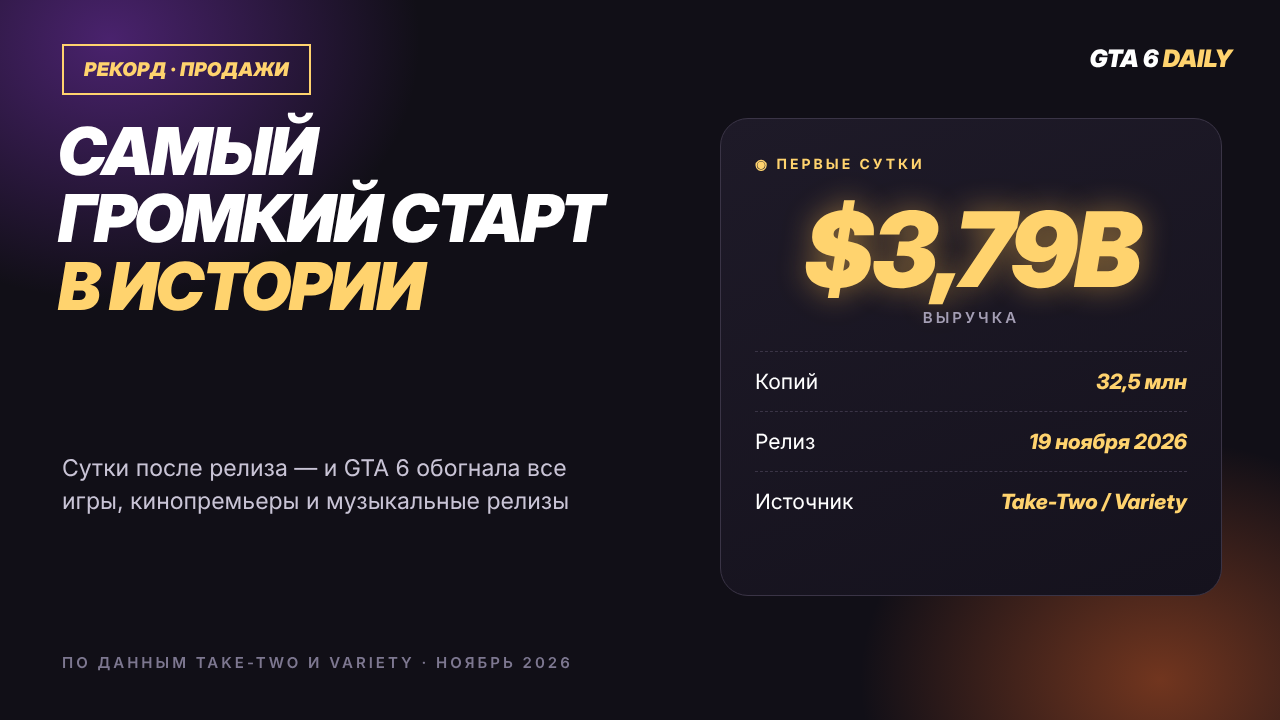 РЕКОРД · ПРОДАЖИ
GTA 6 DAILY
САМЫЙ
ГРОМКИЙ СТАРТ
В ИСТОРИИ
Сутки после релиза — и GTA 6 обогнала все
игры, кинопремьеры и музыкальные релизы
◉ ПЕРВЫЕ СУТКИ
$3,79B
ВЫРУЧКА
Копий 32,5 млн
Релиз 19 ноября 2026
Источник Take-Two / Variety
ПО ДАННЫМ TAKE-TWO И VARIETY · НОЯБРЬ 2026